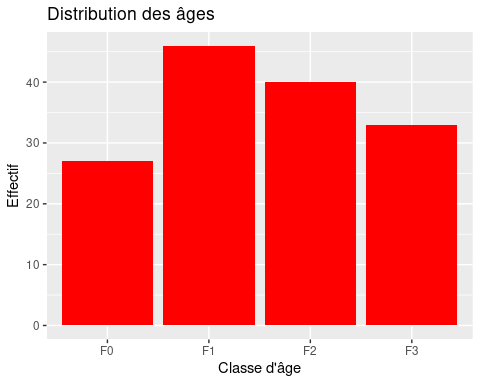 Distribution des âges
Effectif
40
30
20
10
0
F0 F1 F2 F3
Classe d'âge